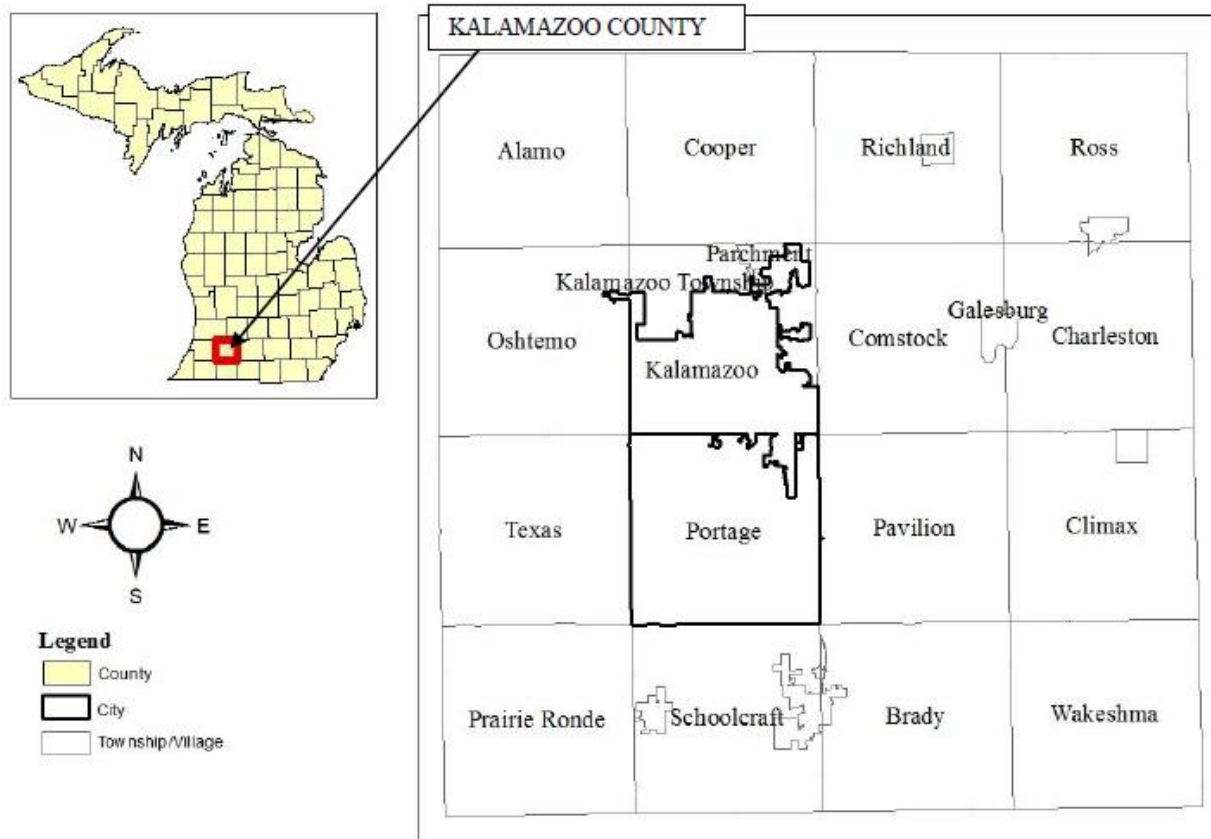 KALAMAZOO COUNTY
Alamo
Cooper
Richland
Ross
Parchment
Kalamazoo Township
Oshtemo
Kalamazoo
Comstock
Galesburg
Charleston
Texas
Portage
Pavilion
Climax
Prairie Ronde
Schoolcraft
Brady
Wakeshma
N
W
E
S
Legend
County
City
Township/Village